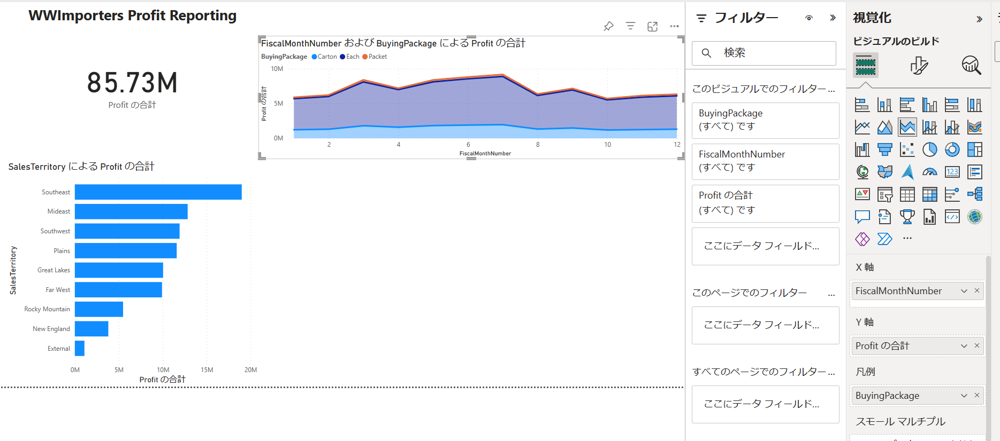 WWImporters Profit Reporting
85.73M
Profit の合計
FiscalMonthNumber および BuyingPackage による Profit の合計
BuyingPackage Carton Each Packet
Profit の合計
10M
5M
0M
2 4 6 8 10 12
FiscalMonthNumber
SalesTerritory による Profit の合計
SalesTerritory
Southeast
Mideast
Southwest
Plains
Great Lakes
Far West
Rocky Mountain
New England
External
0M 5M 10M 15M 20M
Profit の合計
フィルター
検索
このビジュアルでのフィルター...
BuyingPackage
(すべて) です
FiscalMonthNumber
(すべて) です
Profit の合計
(すべて) です
ここにデータ フィールド...
このページでのフィルター ...
ここにデータ フィールド...
すべてのページでのフィルター...
ここにデータ フィールド...
視覚化
ビジュアルのビルド
123
X 軸
FiscalMonthNumber
Y 軸
Profit の合計
凡例
BuyingPackage
スモール マルチプル